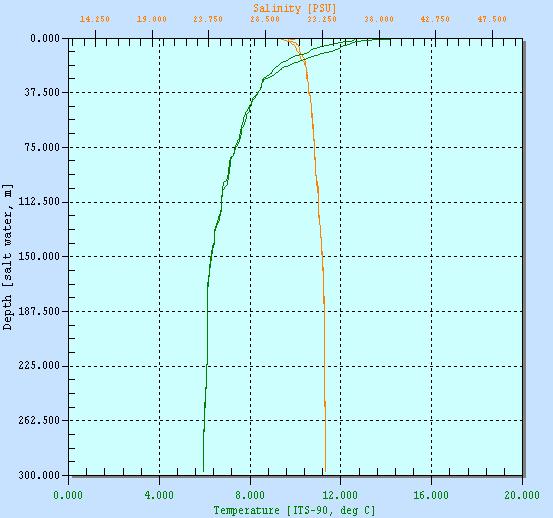 Salinity [PSU]
14.250 19.000 23.750 28.500 33.250 38.000 42.750 47.500
0.000
37.500
75.000
112.500
150.000
187.500
225.000
262.500
300.000
Depth [salt water, m]
0.000 4.000 8.000 12.000 16.000 20.000
Temperature [ITS-90, deg C]